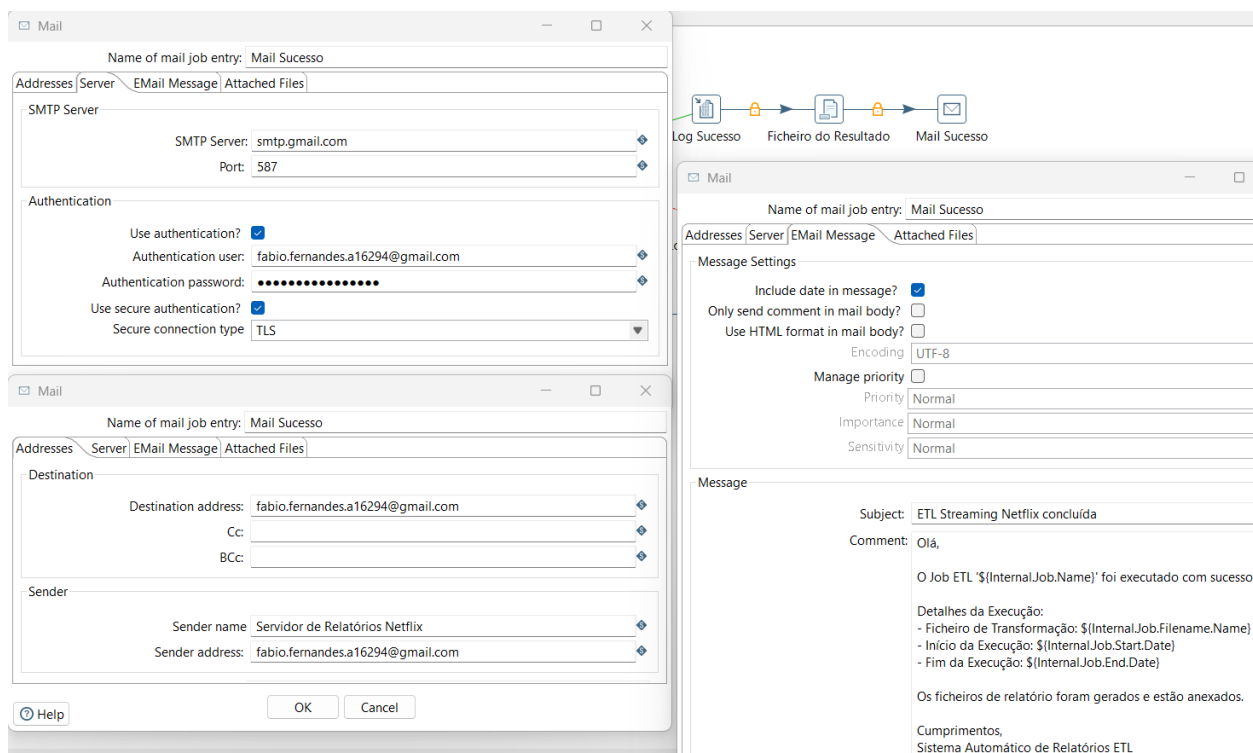 Mail
Name of mail job entry: Mail Sucesso
Addresses Server EMail Message Attached Files
SMTP Server
SMTP Server: smtp.gmail.com
Port: 587
Authentication
Use authentication?
Authentication user: fabio.fernandes.a16294@gmail.com
Authentication password: ••••••••••••••••
Use secure authentication?
Secure connection type TLS
Mail
Name of mail job entry: Mail Sucesso
Addresses Server EMail Message Attached Files
Destination
Destination address: fabio.fernandes.a16294@gmail.com
Cc:
BCc:
Sender
Sender name Servidor de Relatórios Netflix
Sender address: fabio.fernandes.a16294@gmail.com
Help OK Cancel
Log Sucesso Ficheiro do Resultado Mail Sucesso
Mail
Name of mail job entry: Mail Sucesso
Addresses Server EMail Message Attached Files
Message Settings
Include date in message?
Only send comment in mail body?
Use HTML format in mail body?
Encoding UTF-8
Manage priority
Priority Normal
Importance Normal
Sensitivity Normal
Message
Subject: ETL Streaming Netflix concluída
Comment: Olá,
O Job ETL '${Internal.Job.Name}' foi executado com sucesso
Detalhes da Execução:
- Ficheiro de Transformação: ${Internal.Job.Filename.Name}
- Início da Execução: ${Internal.Job.Start.Date}
- Fim da Execução: ${Internal.Job.End.Date}
Os ficheiros de relatório foram gerados e estão anexados.
Cumprimentos,
Sistema Automático de Relatórios ETL